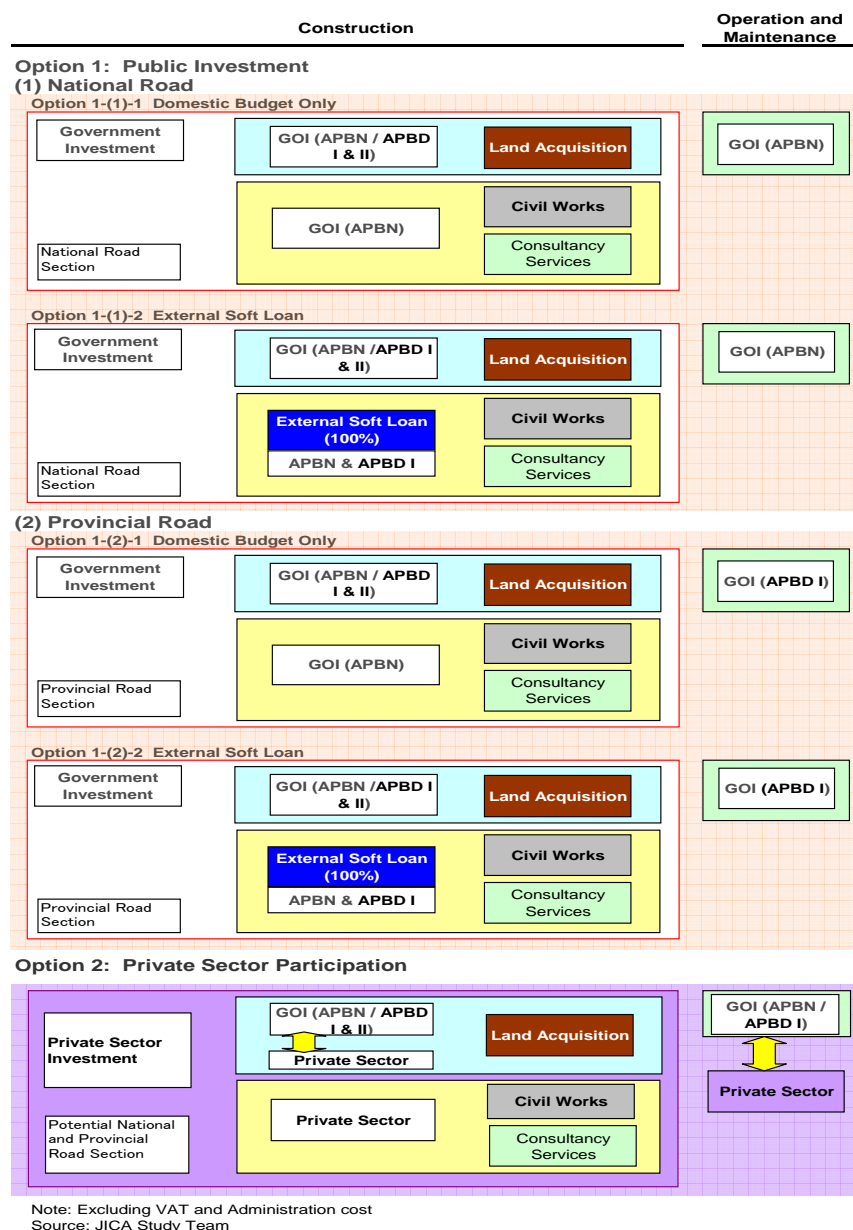 Construction
Operation and
Maintenance
Option 1:  Public Investment
(1) National Road
Option 1-(1)-1  Domestic Budget Only
Government
Investment
GOI (APBN / APBD
I & II)
Land Acquisition
GOI (APBN)
GOI (APBN)
Civil Works
Consultancy
Services
National Road
Section
Option 1-(1)-2  External Soft Loan
Government
Investment
GOI (APBN /APBD I
& II)
Land Acquisition
GOI (APBN)
External Soft Loan
(100%)
APBN & APBD I
Civil Works
Consultancy
Services
National Road
Section
(2) Provincial Road
Option 1-(2)-1  Domestic Budget Only
Government
Investment
GOI (APBN / APBD
I & II)
Land Acquisition
GOI (APBD I)
GOI (APBN)
Civil Works
Consultancy
Services
Provincial Road
Section
Option 1-(2)-2  External Soft Loan
Government
Investment
GOI (APBN /APBD I
& II)
Land Acquisition
GOI (APBD I)
External Soft Loan
(100%)
APBN & APBD I
Civil Works
Consultancy
Services
Provincial Road
Section
Option 2:  Private Sector Participation
Private Sector
Investment
GOI (APBN / APBD
I & II)
Private Sector
Land Acquisition
GOI (APBN /
APBD I)
Private Sector
Private Sector
Civil Works
Consultancy
Services
Potential National
and Provincial
Road Section
Note: Excluding VAT and Administration cost
Source: JICA Study Team